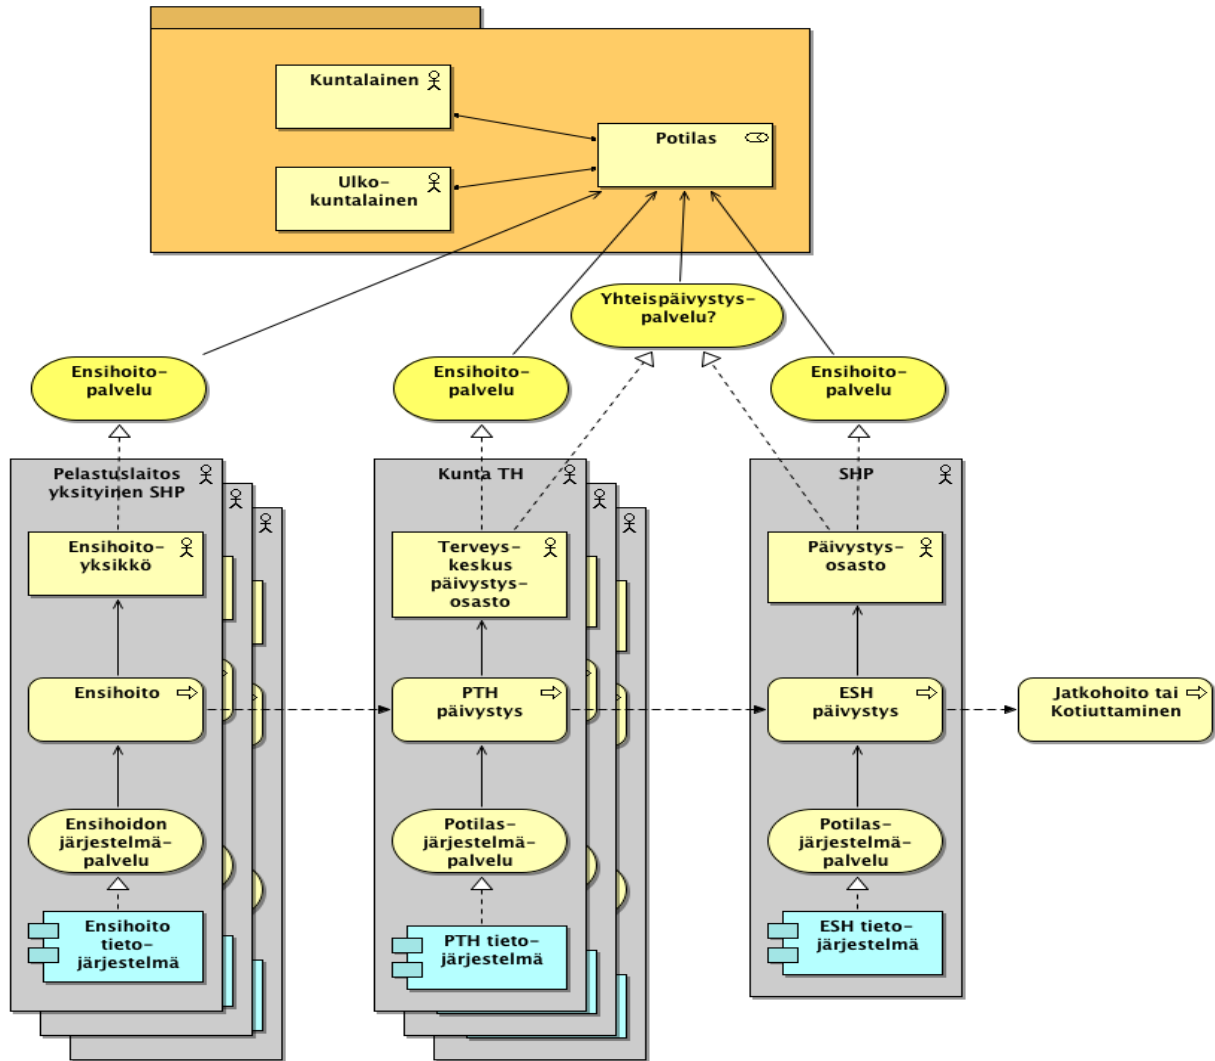 Kuntalainen
Potilas
Ulko-
kuntalainen
Yhteispäivystys-
palvelu?
Ensihoito-
palvelu
Ensihoito-
palvelu
Ensihoito-
palvelu
Pelastuslaitos
yksityinen SHP
Kunta TH
SHP
Ensihoito-
yksikkö
Terveys-
keskus
päivystys-
osasto
Päivystys-
osasto
Ensihoito
PTH
päivystys
ESH
päivystys
Jatkohoito tai
Kotiuttaminen
Ensihoidon
järjestelmä-
palvelu
Potilas-
järjestelmä-
palvelu
Potilas-
järjestelmä-
palvelu
Ensihoito
tieto-
järjestelmä
PTH tieto-
järjestelmä
ESH tieto-
järjestelmä